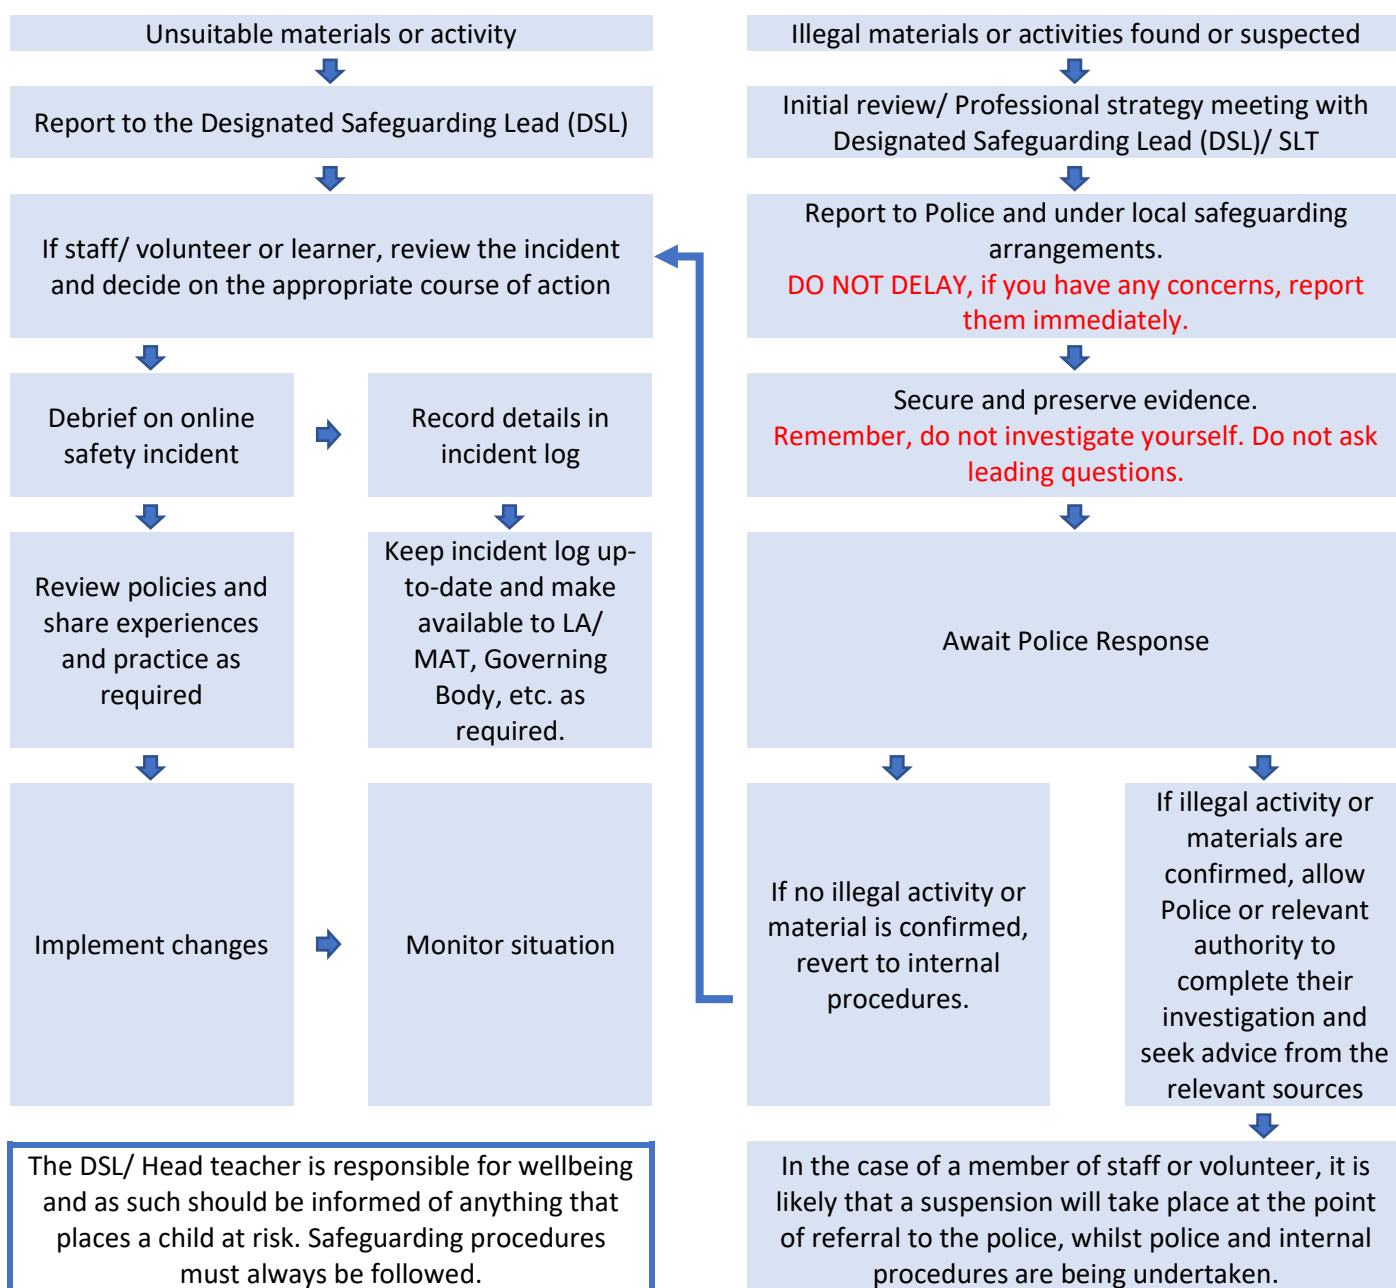 Unsuitable materials or activity
Report to the Designated Safeguarding Lead (DSL)
If staff/ volunteer or learner, review the incident
and decide on the appropriate course of action
Debrief on online
safety incident
Record details in
incident log
Review policies and
share experiences
and practice as
required
Keep incident log up-
to-date and make
available to LA/
MAT, Governing
Body, etc. as
required.
Implement changes
Monitor situation
The DSL/ Head teacher is responsible for wellbeing
and as such should be informed of anything that
places a child at risk. Safeguarding procedures
must always be followed.
Illegal materials or activities found or suspected
Initial review/ Professional strategy meeting with
Designated Safeguarding Lead (DSL)/ SLT
Report to Police and under local safeguarding
arrangements.
DO NOT DELAY, if you have any concerns, report
them immediately.
Secure and preserve evidence.
Remember, do not investigate yourself. Do not ask
leading questions.
Await Police Response
If no illegal activity or
material is confirmed,
revert to internal
procedures.
If illegal activity or
materials are
confirmed, allow
Police or relevant
authority to
complete their
investigation and
seek advice from the
relevant sources
In the case of a member of staff or volunteer, it is
likely that a suspension will take place at the point
of referral to the police, whilst police and internal
procedures are being undertaken.